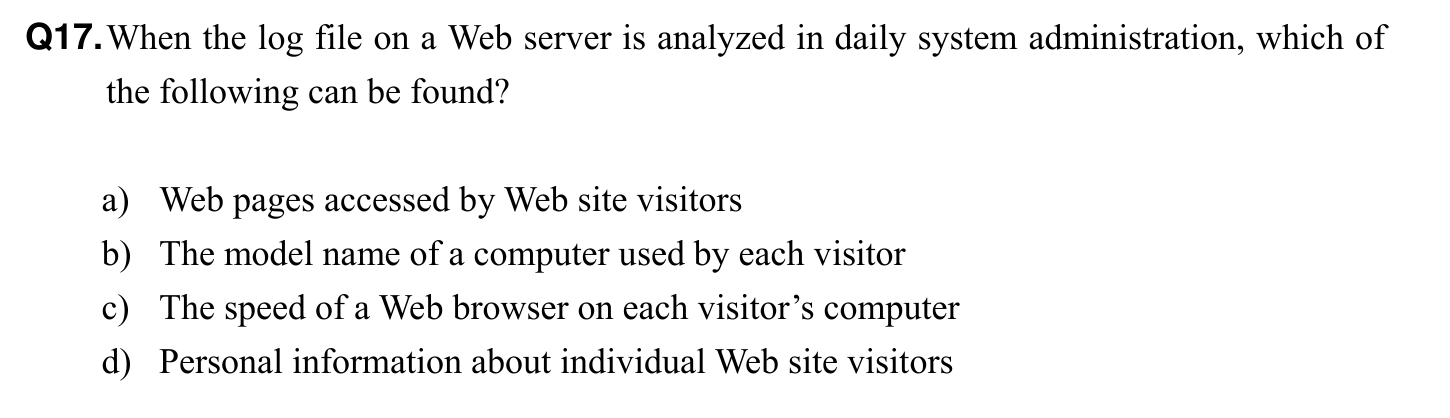 Q17. When the log file on a Web server is analyzed in daily system administration, which of
the following can be found?
a) Web pages accessed by Web site visitors
b) The model name of a computer used by each visitor
c) The speed of a Web browser on each visitor’s computer
d) Personal information about individual Web site visitors